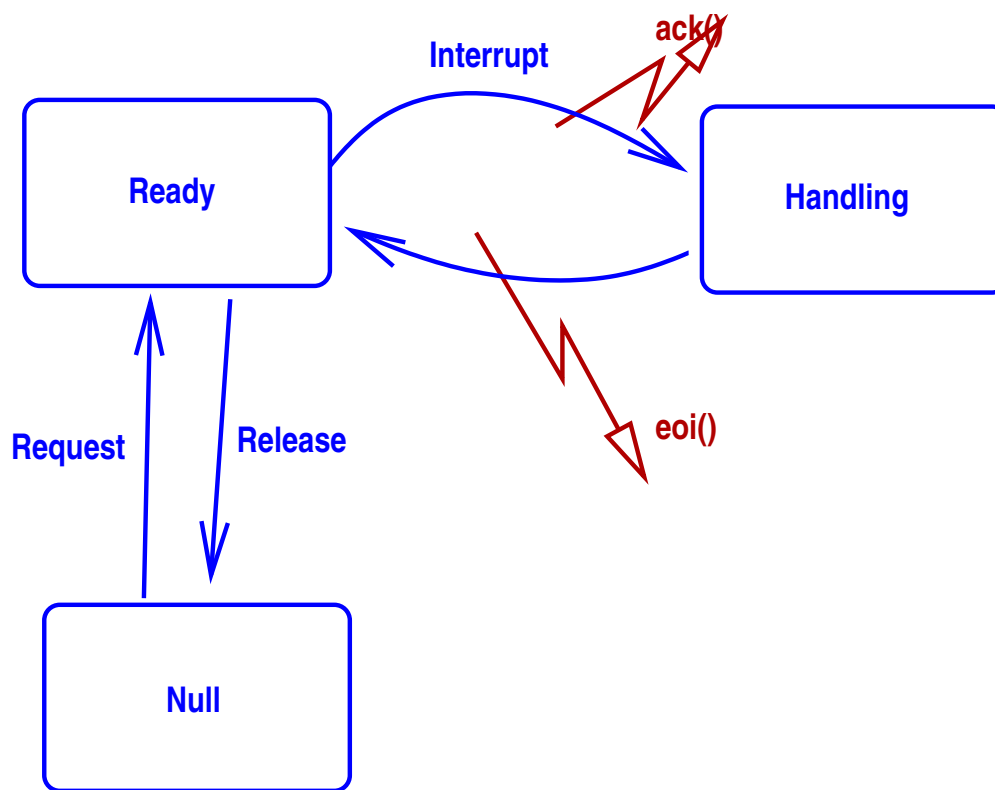 ack()
Interrupt
Ready
Handling
Request
Release
eoi()
Null